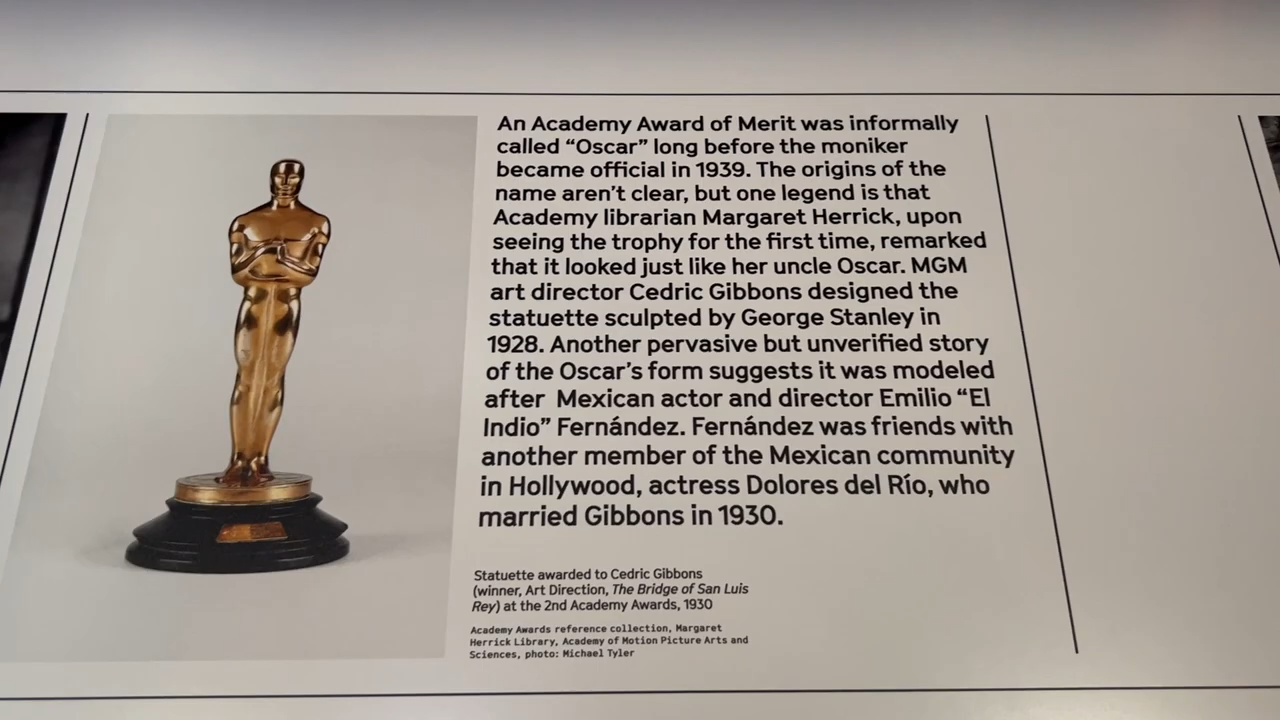 An Academy Award of Merit was informally
called “Oscar” long before the moniker
became official in 1939. The origins of the
name aren’t clear, but one legend is that
Academy librarian Margaret Herrick, upon
seeing the trophy for the first time, remarked
that it looked just like her uncle Oscar. MGM
art director Cedric Gibbons designed the
statuette sculpted by George Stanley in
1928. Another pervasive but unverified story
of the Oscar’s form suggests it was modeled
after Mexican actor and director Emilio “El
Indio” Fernández. Fernández was friends with
another member of the Mexican community
in Hollywood, actress Dolores del Río, who
married Gibbons in 1930.
Statuette awarded to Cedric Gibbons
(winner, Art Direction, The Bridge of San Luis
Rey) at the 2nd Academy Awards, 1930
Academy Awards reference collection, Margaret
Herrick Library, Academy of Motion Picture Arts and
Sciences, photo: Michael Tyler